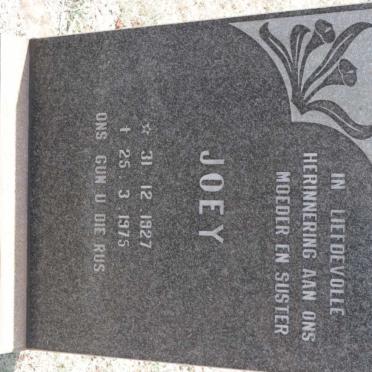 IN LIEFDEVOLLE
HERINNERING AAN ONS
MOEDER EN SUSTER
JOEY
☆ 31 12 1927
✝ 25 3 1975
ONS GUN U DIE RUS